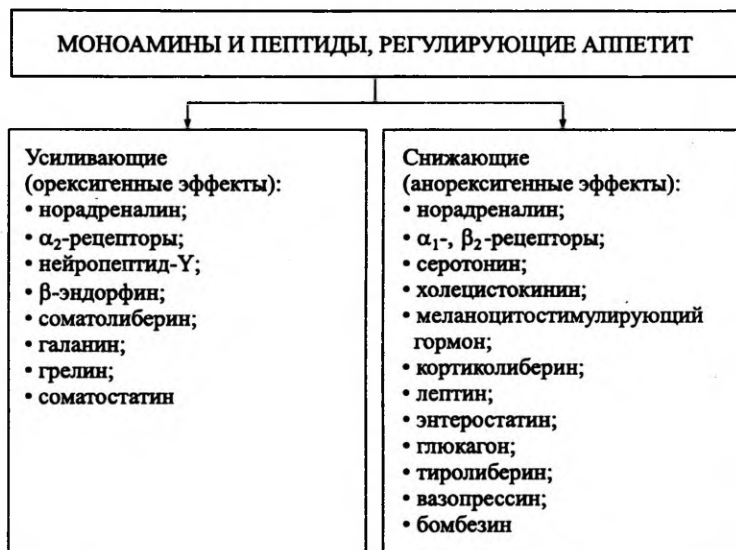 МОНОАМИНЫ И ПЕПТИДЫ, РЕГУЛИРУЮЩИЕ АППЕТИТ
Усиливающие
(орексигенные эффекты):
• норадреналин;
• α₂-рецепторы;
• нейропептид-Y;
• β-эндорфин;
• соматолиберин;
• галанин;
• грелин;
• соматостатин
Снижающие
(анорексигенные эффекты):
• норадреналин;
• α₁-, β₂-рецепторы;
• серотонин;
• холецистокинин;
• меланоцитостимулирующий
гормон;
• кортиколиберин;
• лептин;
• энтеростатин;
• глюкагон;
• тиролиберин;
• вазопрессин;
• бомбезин